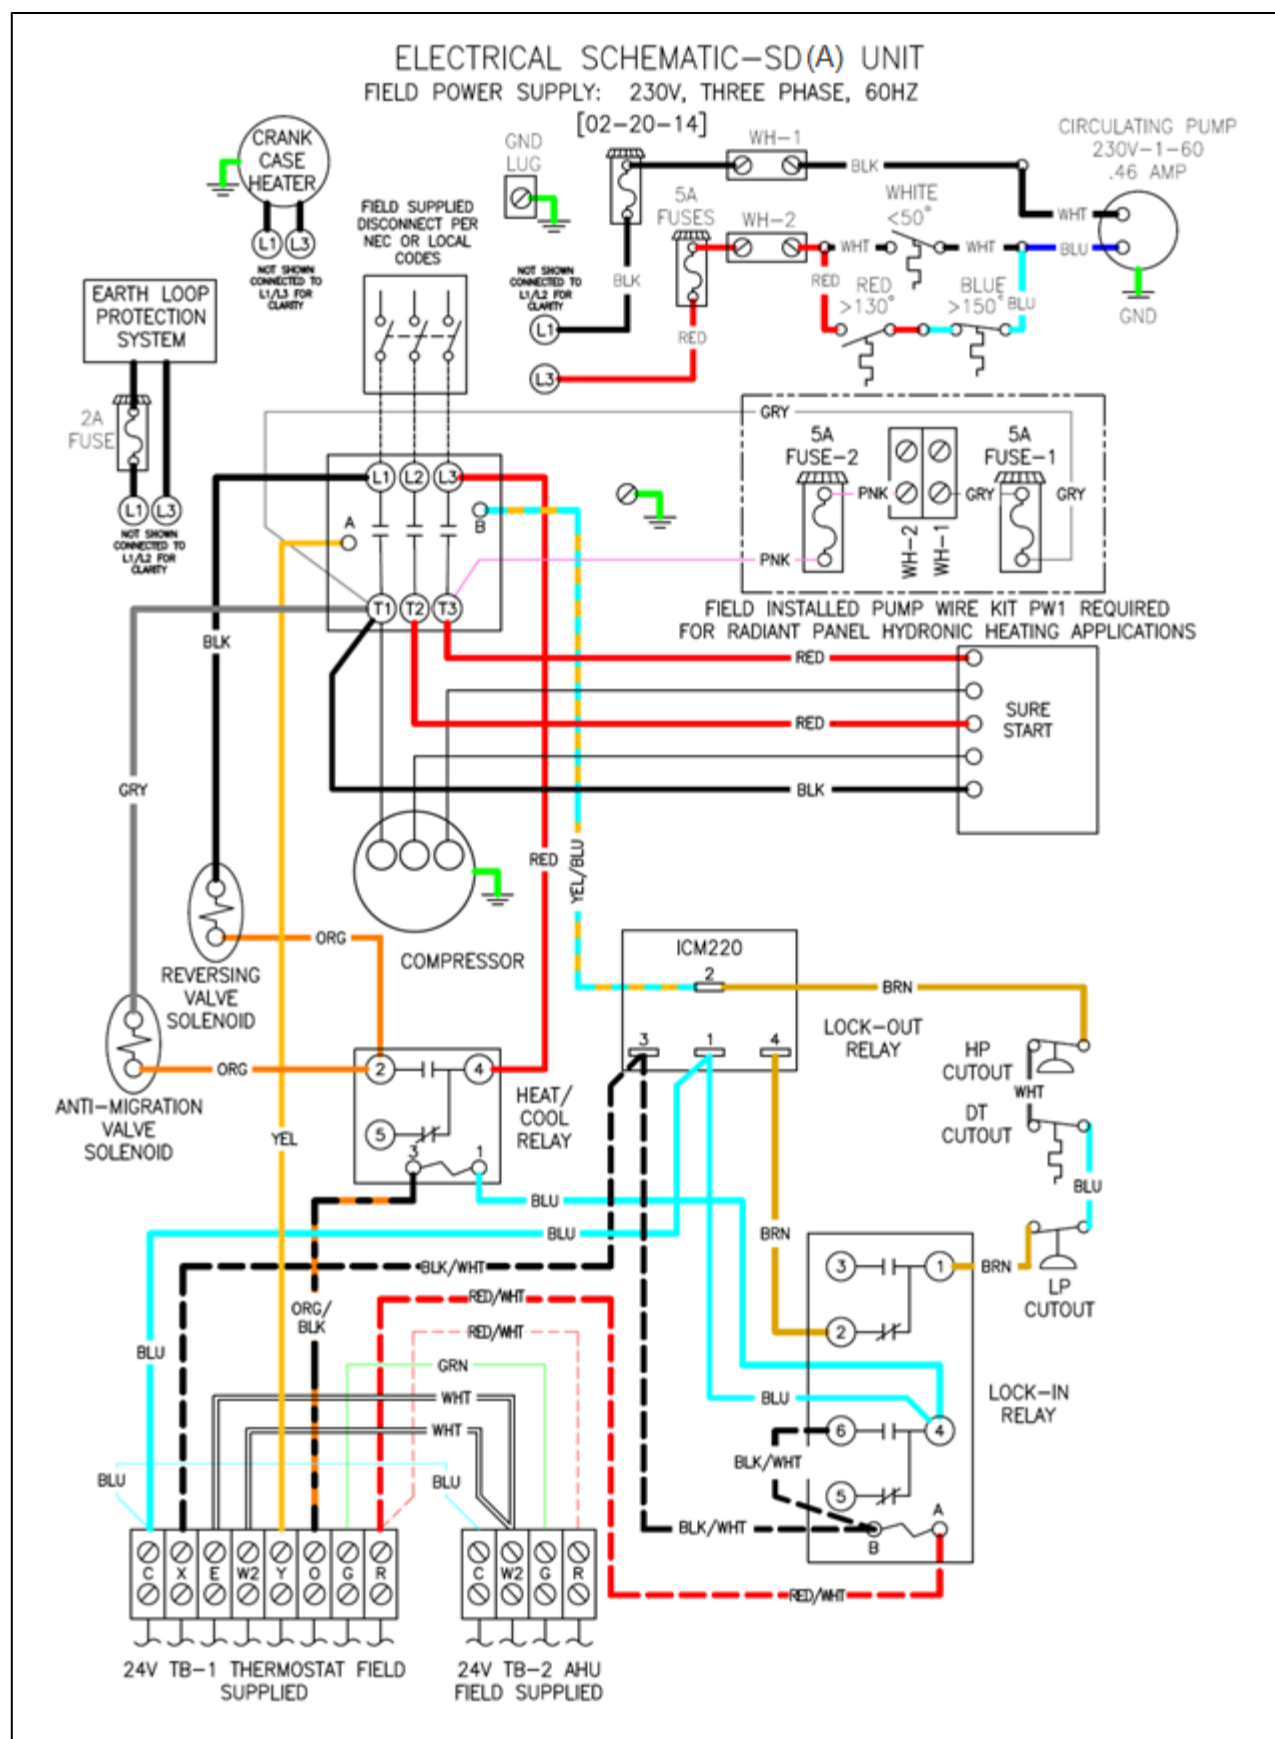 ELECTRICAL SCHEMATIC-SD(A) UNIT
FIELD POWER SUPPLY: 230V, THREE PHASE, 60HZ
[02-20-14]
CRANK
CASE
HEATER
L1
L3
NOT SHOWN
CONNECTED TO
L1/L3 FOR
CLARITY
FIELD SUPPLIED
DISCONNECT PER
NEC OR LOCAL
CODES
GND
LUG
5A
FUSES
WH-1
BLK
WH-2
WHITE
<50°
WHT
WHT
CIRCULATING PUMP
230V-1-60
.46 AMP
WHT
BLU
GND
RED
RED
>130°
BLUE
>150°
BLU
NOT SHOWN
CONNECTED TO
L1/L2 FOR
CLARITY
BLK
L1
RED
L3
EARTH LOOP
PROTECTION
SYSTEM
2A
FUSE
L1
L3
NOT SHOWN
CONNECTED TO
L1/L2 FOR
CLARITY
L1
L2
L3
A
B
T1
T2
T3
GRY
5A
FUSE-2
5A
FUSE-1
PNK
GRY
GRY
WH-2
WH-1
PNK
FIELD INSTALLED PUMP WIRE KIT PW1 REQUIRED
FOR RADIANT PANEL HYDRONIC HEATING APPLICATIONS
BLK
RED
RED
BLK
SURE
START
GRY
RED
YEL/BLU
COMPRESSOR
ORG
REVERSING
VALVE
SOLENOID
ORG
ANTI-MIGRATION
VALVE
SOLENOID
YEL
2
4
5
3
1
HEAT/
COOL
RELAY
ICM220
2
3
1
4
LOCK-OUT
RELAY
BRN
HP
CUTOUT
WHT
DT
CUTOUT
BLU
LP
CUTOUT
BRN
BLU
BLU
BRN
BLK/WHT
RED/WHT
RED/WHT
ORG/
BLK
BLU
GRN
WHT
WHT
BLU
BLU
3
1
2
BLU
6
4
5
A
B
LOCK-IN
RELAY
BLK/WHT
BLK/WHT
RED/WHT
C
X
E
W2
Y
O
G
R
C
W2
G
R
24V TB-1 THERMOSTAT FIELD
SUPPLIED
24V TB-2 AHU
FIELD SUPPLIED